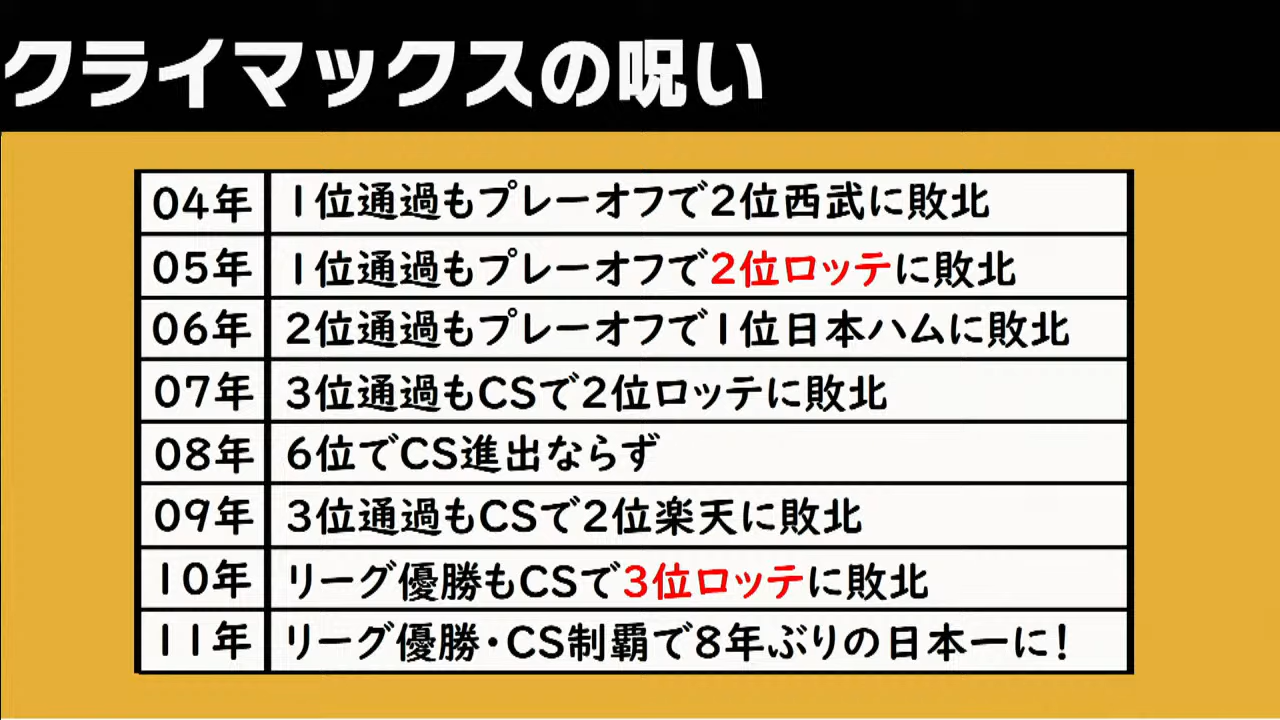 クライマックスの呪い
04年 1位通過もプレーオフで2位西武に敗北
05年 1位通過もプレーオフで2位ロッテに敗北
06年 2位通過もプレーオフで1位日本ハムに敗北
07年 3位通過もCSで2位ロッテに敗北
08年 6位でCS進出ならず
09年 3位通過もCSで2位楽天に敗北
10年 リーグ優勝もCSで3位ロッテに敗北
11年 リーグ優勝・CS制覇で8年ぶりの日本一に!